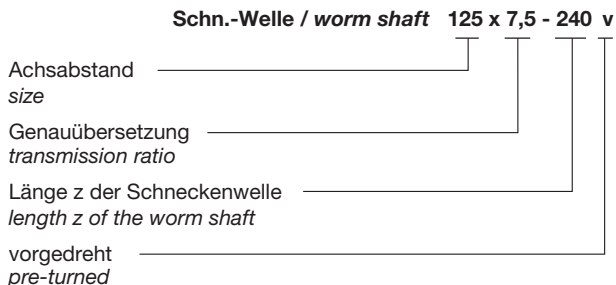 Schn.-Welle / worm shaft 125 x 7,5 - 240 v
Achsabstand
size
Genauübersetzung
transmission ratio
Länge z der Schneckenwelle
length z of the worm shaft
vorgedreht
pre-turned